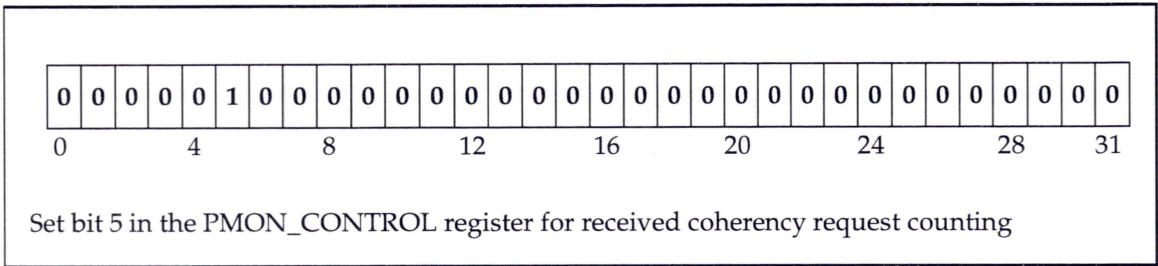 0 0 0 0 0 1 0 0 0 0 0 0 0 0 0 0 0 0 0 0 0 0 0 0 0 0 0 0 0 0 0 0
0 4 8 12 16 20 24 28 31
Set bit 5 in the PMON_CONTROL register for received coherency request counting